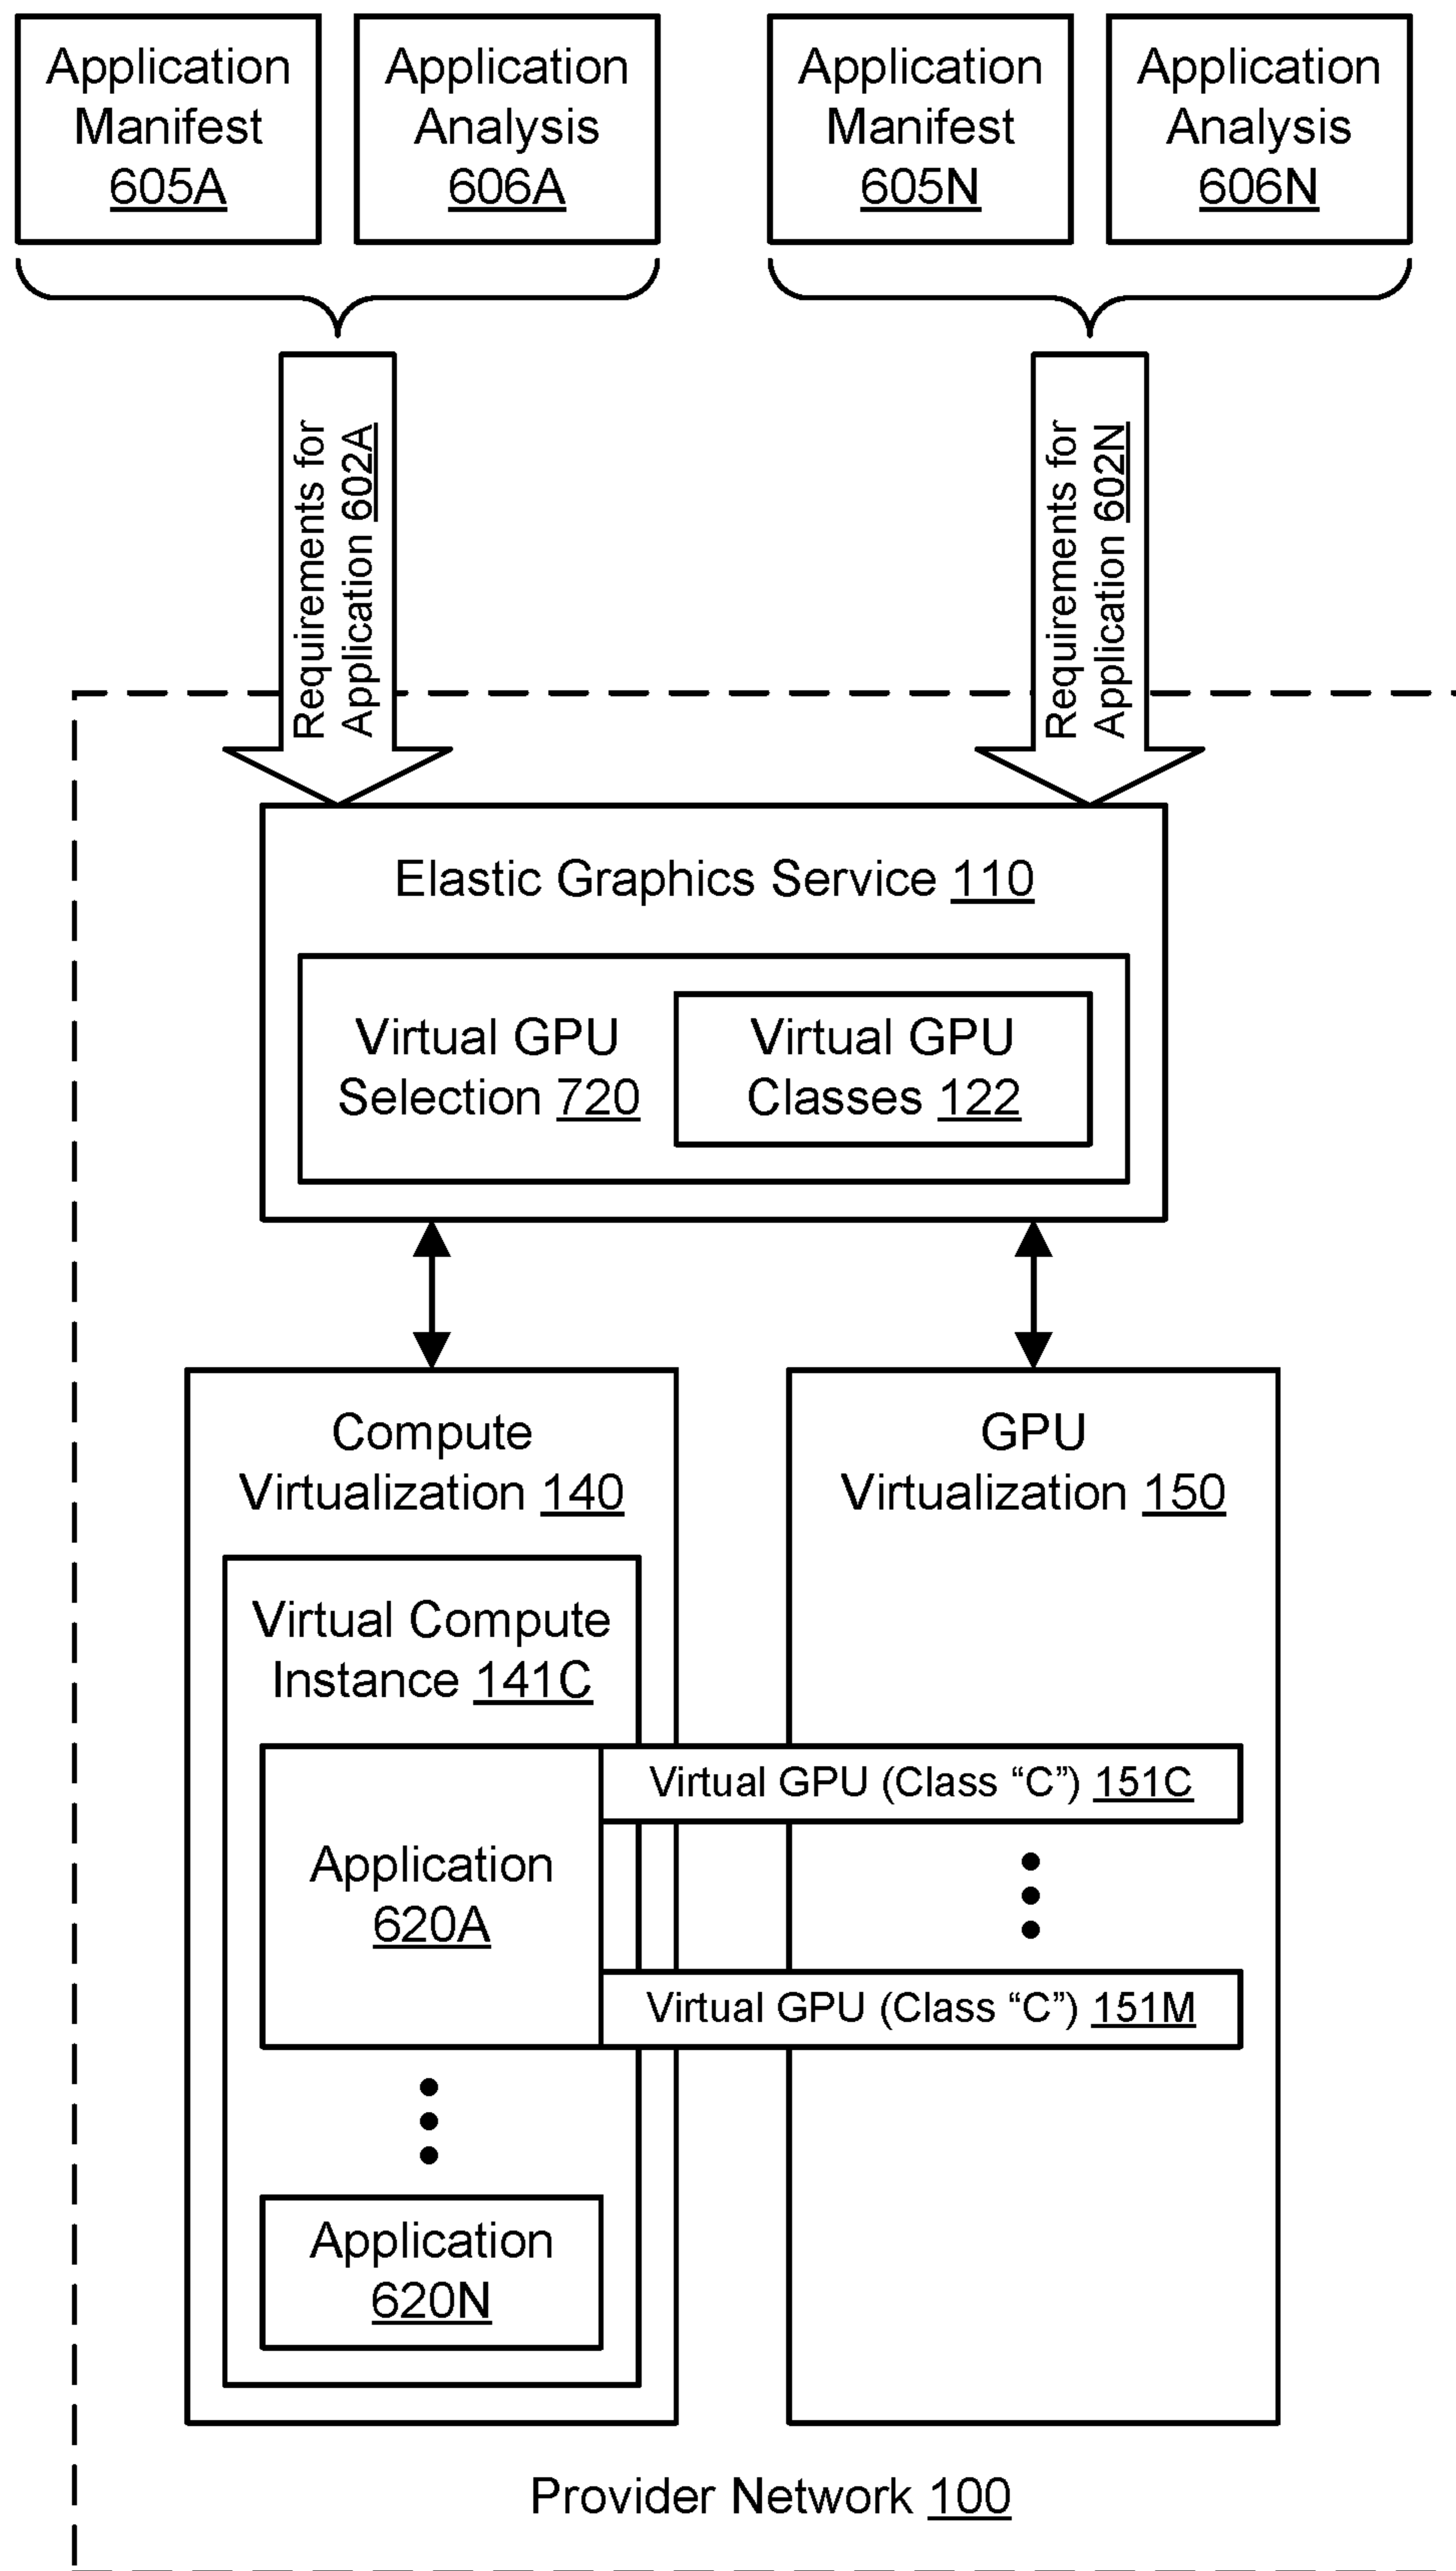 Application
Manifest
605A
Application
Analysis
606A
Application
Manifest
605N
Application
Analysis
606N
Requirements for
Application 602A
Requirements for
Application 602N
Elastic Graphics Service 110
Virtual GPU
Selection 720
Virtual GPU
Classes 122
Compute
Virtualization 140
GPU
Virtualization 150
Virtual Compute
Instance 141C
Virtual GPU (Class “C”) 151C
Application
620A
Virtual GPU (Class “C”) 151M
Application
620N
Provider Network 100